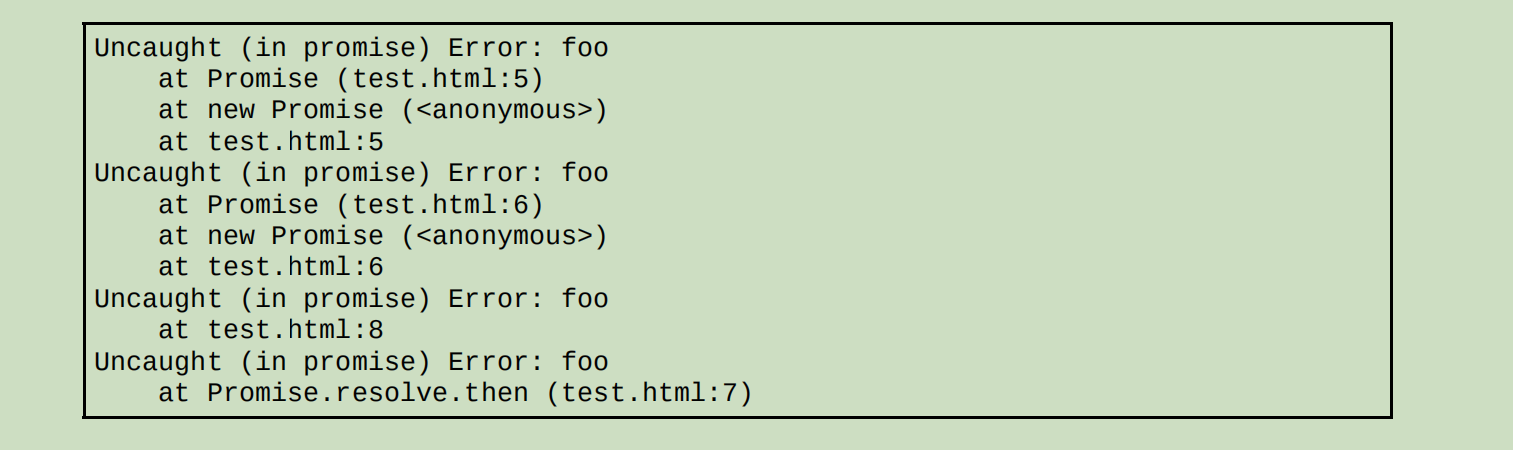 Uncaught (in promise) Error: foo
    at Promise (test.html:5)
    at new Promise (<anonymous>)
    at test.html:5
Uncaught (in promise) Error: foo
    at Promise (test.html:6)
    at new Promise (<anonymous>)
    at test.html:6
Uncaught (in promise) Error: foo
    at test.html:8
Uncaught (in promise) Error: foo
    at Promise.resolve.then (test.html:7)